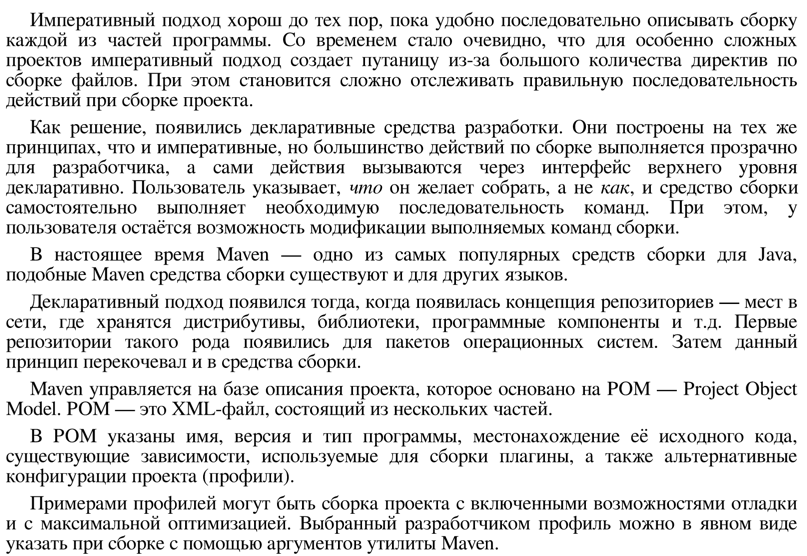 Императивный подход хорош до тех пор, пока удобно последовательно описывать сборку
каждой из частей программы. Со временем стало очевидно, что для особенно сложных
проектов императивный подход создает путаницу из-за большого количества директив по
сборке файлов. При этом становится сложно отслеживать правильную последовательность
действий при сборке проекта.
Как решение, появились декларативные средства разработки. Они построены на тех же
принципах, что и императивные, но большинство действий по сборке выполняется прозрачно
для разработчика, а сами действия вызываются через интерфейс верхнего уровня
декларативно. Пользователь указывает, что он желает собрать, а не как, и средство сборки
самостоятельно выполняет необходимую последовательность команд. При этом, у
пользователя остаётся возможность модификации выполняемых команд сборки.
В настоящее время Maven — одно из самых популярных средств сборки для Java,
подобные Maven средства сборки существуют и для других языков.
Декларативный подход появился тогда, когда появилась концепция репозиториев — мест в
сети, где хранятся дистрибутивы, библиотеки, программные компоненты и т.д. Первые
репозитории такого рода появились для пакетов операционных систем. Затем данный
принцип перекочевал и в средства сборки.
Maven управляется на базе описания проекта, которое основано на POM — Project Object
Model. POM — это XML-файл, состоящий из нескольких частей.
В POM указаны имя, версия и тип программы, местонахождение её исходного кода,
существующие зависимости, используемые для сборки плагины, а также альтернативные
конфигурации проекта (профили).
Примерами профилей могут быть сборка проекта с включенными возможностями отладки
и с максимальной оптимизацией. Выбранный разработчиком профиль можно в явном виде
указать при сборке с помощью аргументов утилиты Maven.